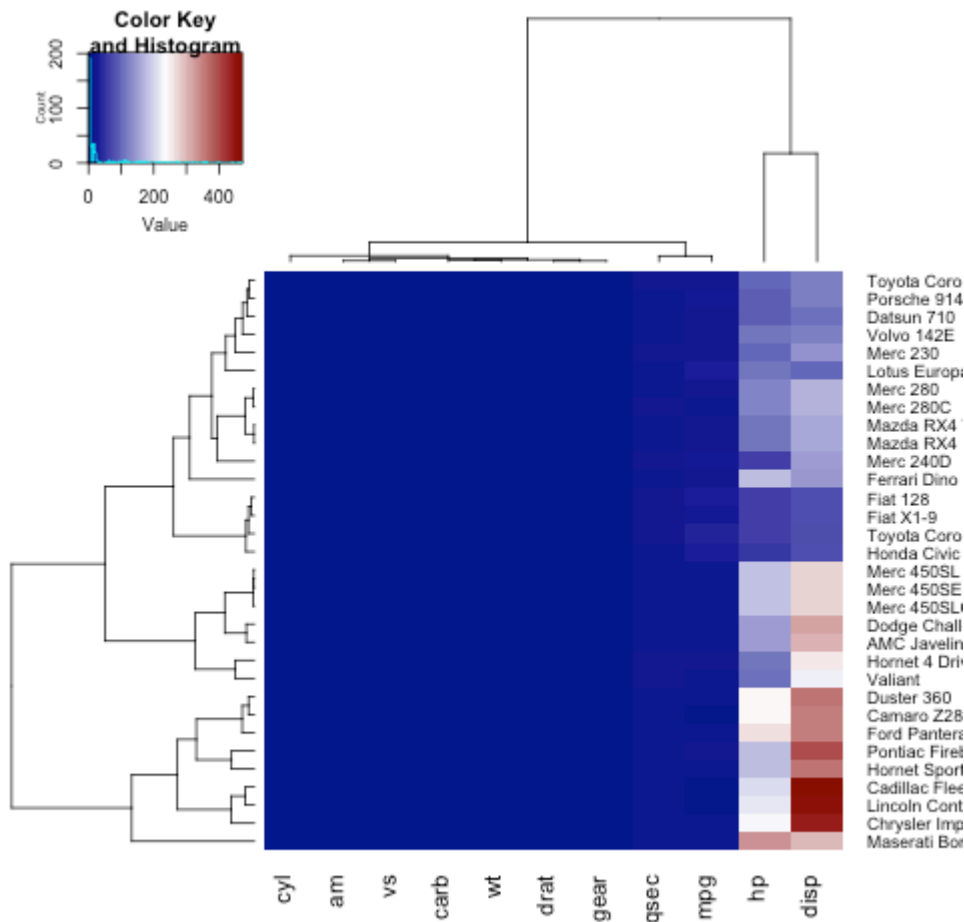 Color Key
and Histogram
Count
0
100
200
0
200
400
Value
Toyota Coro
Porsche 914
Datsun 710
Volvo 142E
Merc 230
Lotus Europa
Merc 280
Merc 280C
Mazda RX4
Mazda RX4
Merc 240D
Ferrari Dino
Fiat 128
Fiat X1-9
Toyota Coro
Honda Civic
Merc 450SL
Merc 450SE
Merc 450SLC
Dodge Chall
AMC Javelin
Hornet 4 Driv
Valiant
Duster 360
Camaro Z28
Ford Pantera
Pontiac Fireb
Hornet Sport
Cadillac Flee
Lincoln Cont
Chrysler Imp
Maserati Bor
cyl
am
vs
carb
wt
drat
gear
qsec
mpg
hp
disp